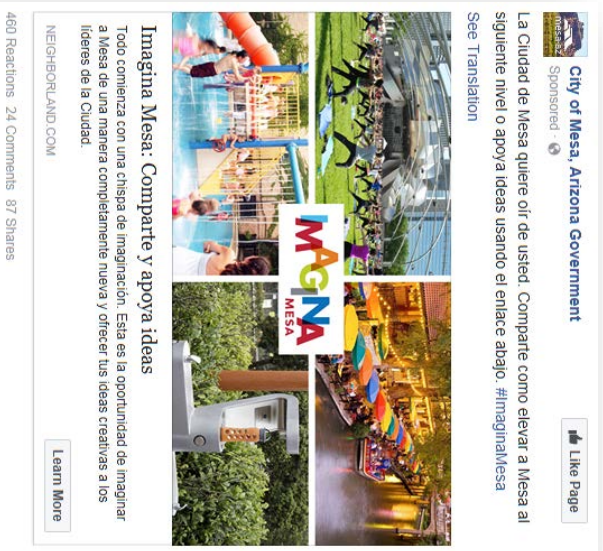 mesa·az
City of Mesa, Arizona Government
Sponsored ·
Like Page
La Ciudad de Mesa quiere oír de usted. Comparte como elevar a Mesa al
siguiente nivel o apoya ideas usando el enlace abajo. #ImaginaMesa
See Translation
IMAGINA
MESA
Imagina Mesa: Comparte y apoya ideas
Todo comienza con una chispa de imaginación. Esta es la oportunidad de imaginar
a Mesa de una manera completamente nueva y ofrecer tus ideas creativas a los
líderes de la Ciudad.
NEIGHBORLAND.COM
Learn More
460 Reactions 24 Comments 87 Shares